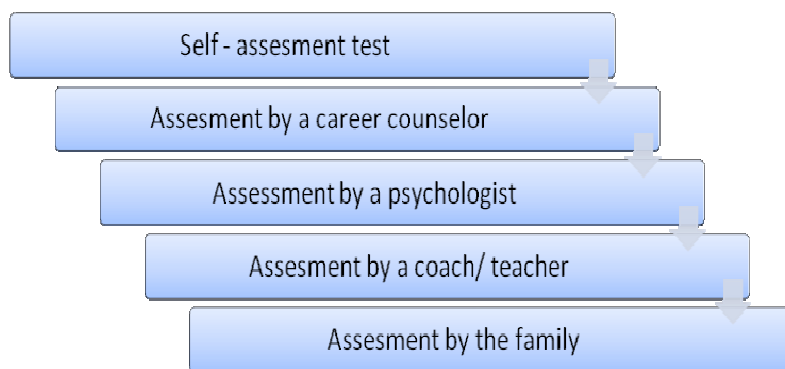 Self - assesment test
Assesment by a career counselor
Assessment by a psychologist
Assesment by a coach/ teacher
Assesment by the family